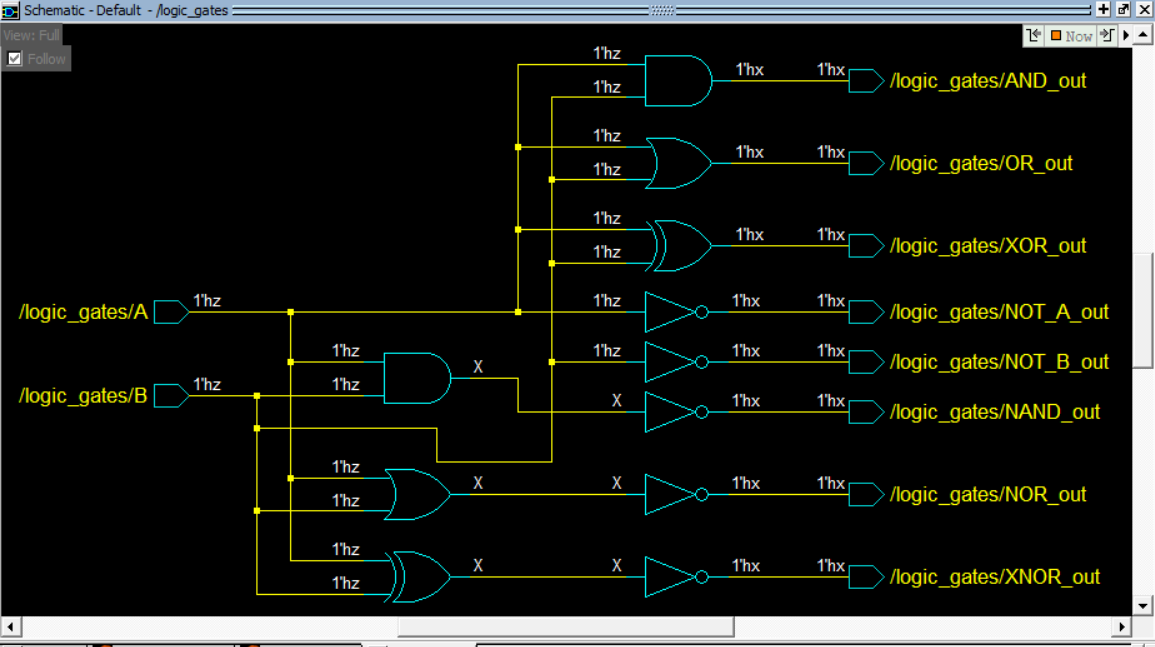 Schematic - Default - /logic_gates
View: Full
Follow
Now
1'hz
1'hz 1'hx 1'hx /logic_gates/AND_out
1'hz
1'hz 1'hx 1'hx /logic_gates/OR_out
1'hz
1'hz 1'hx 1'hx /logic_gates/XOR_out
1'hz
/logic_gates/A 1'hz 1'hz 1'hx 1'hx /logic_gates/NOT_A_out
1'hz 1'hz 1'hx 1'hx /logic_gates/NOT_B_out
X
/logic_gates/B 1'hz 1'hz X 1'hx 1'hx /logic_gates/NAND_out
1'hz
X X 1'hx 1'hx /logic_gates/NOR_out
1'hz
1'hz
X X 1'hx 1'hx /logic_gates/XNOR_out
1'hz